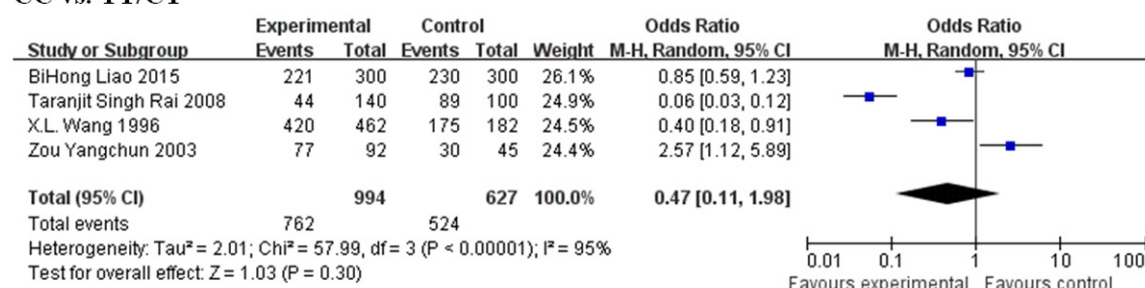 CC vs. TT/CT
Experimental Control Odds Ratio Odds Ratio
Study or Subgroup Events Total Events Total Weight M-H, Random, 95% CI M-H, Random, 95% CI
BiHong Liao 2015 221 300 230 300 26.1% 0.85 [0.59, 1.23]
Taranjit Singh Rai 2008 44 140 89 100 24.9% 0.06 [0.03, 0.12]
X.L. Wang 1996 420 462 175 182 24.5% 0.40 [0.18, 0.91]
Zou Yangchun 2003 77 92 30 45 24.4% 2.57 [1.12, 5.89]
Total (95% CI) 994 627 100.0% 0.47 [0.11, 1.98]
Total events 762 524
Heterogeneity: Tau² = 2.01; Chi² = 57.99, df = 3 (P < 0.00001); I² = 95%
Test for overall effect: Z = 1.03 (P = 0.30)
0.01 0.1 1 10 100
Favours experimental Favours control